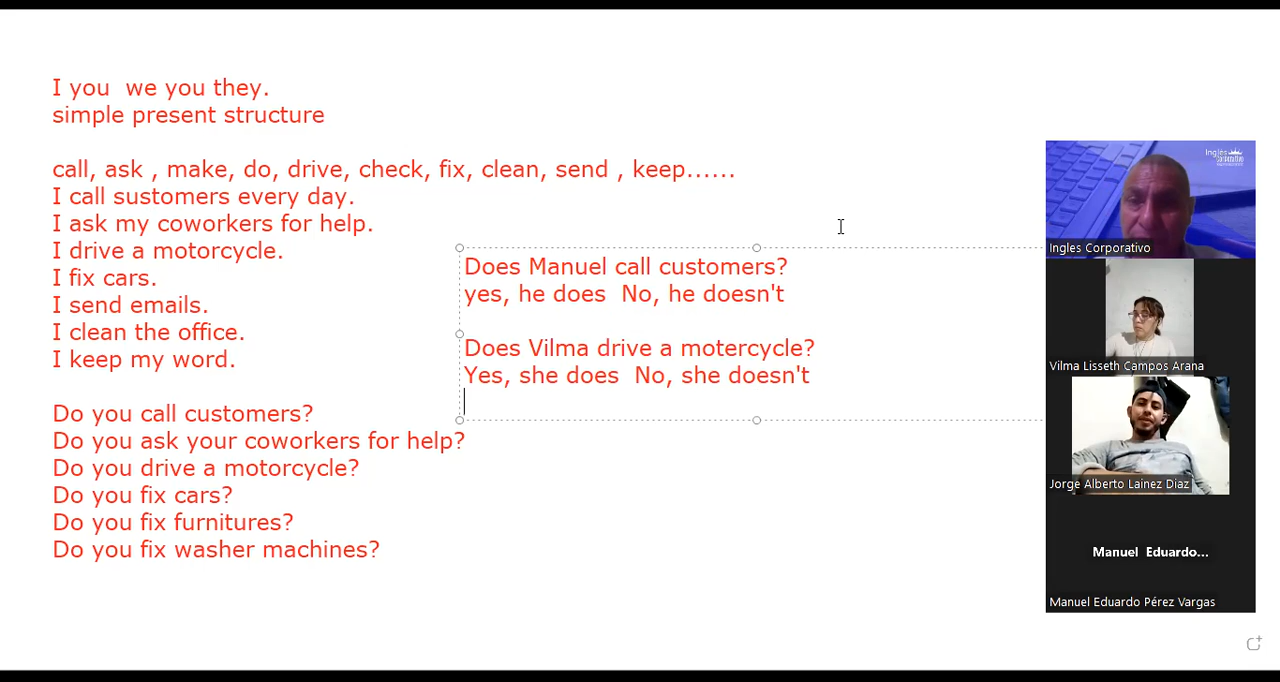 I you  we you they.
simple present structure
call, ask , make, do, drive, check, fix, clean, send , keep......
I call sustomers every day.
I ask my coworkers for help.
I drive a motorcycle.
I fix cars.
I send emails.
I clean the office.
I keep my word.
Do you call customers?
Do you ask your coworkers for help?
Do you drive a motorcycle?
Do you fix cars?
Do you fix furnitures?
Do you fix washer machines?
Does Manuel call customers?
yes, he does  No, he doesn't
Does Vilma drive a motercycle?
Yes, she does  No, she doesn't
Inglés
Corporativo
Ingles Corporativo
Vilma Lisseth Campos Arana
Jorge Alberto Lainez Diaz
Manuel Eduardo...
Manuel Eduardo Pérez Vargas